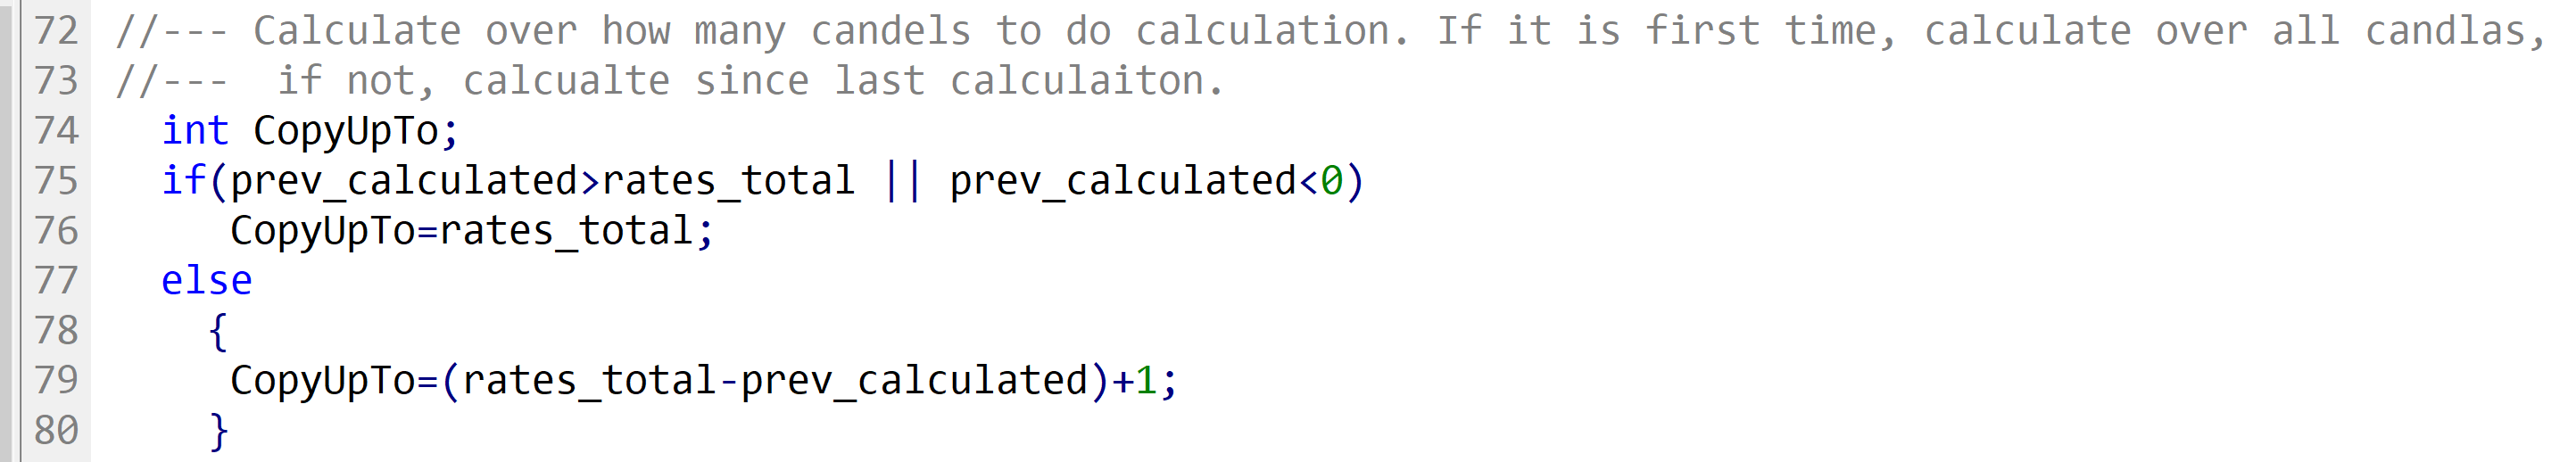 72 //--- Calculate over how many candels to do calculation. If it is first time, calculate over all candlas,
73 //---  if not, calcualte since last calculaiton.
74   int CopyUpTo;
75   if(prev_calculated>rates_total || prev_calculated<0)
76      CopyUpTo=rates_total;
77   else
78     {
79      CopyUpTo=(rates_total-prev_calculated)+1;
80     }